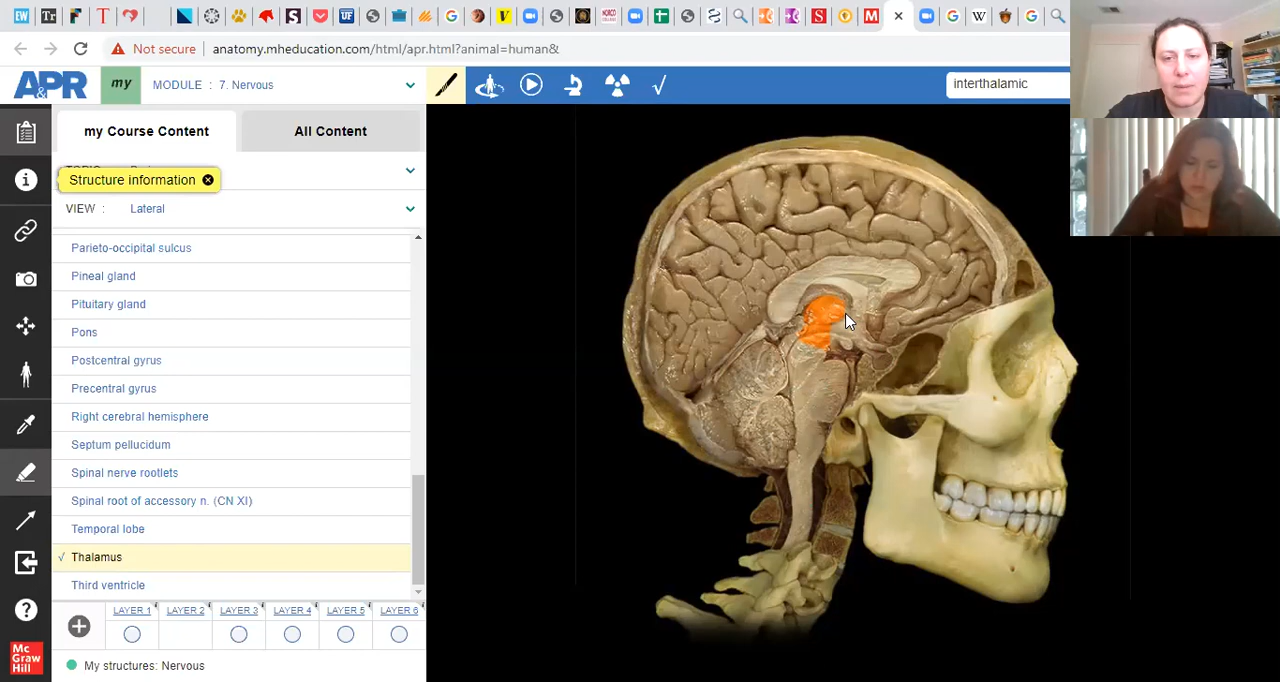 Not secure
anatomy.mheducation.com/html/apr.html?animal=human&
A&PR
my
MODULE : 7. Nervous
interthalamic
my Course Content
All Content
Structure information
VIEW : Lateral
Parieto-occipital sulcus
Pineal gland
Pituitary gland
Pons
Postcentral gyrus
Precentral gyrus
Right cerebral hemisphere
Septum pellucidum
Spinal nerve rootlets
Spinal root of accessory n. (CN XI)
Temporal lobe
√ Thalamus
Third ventricle
LAYER 1 LAYER 2 LAYER 3 LAYER 4 LAYER 5 LAYER 6
My structures: Nervous
Mc
Graw
Hill